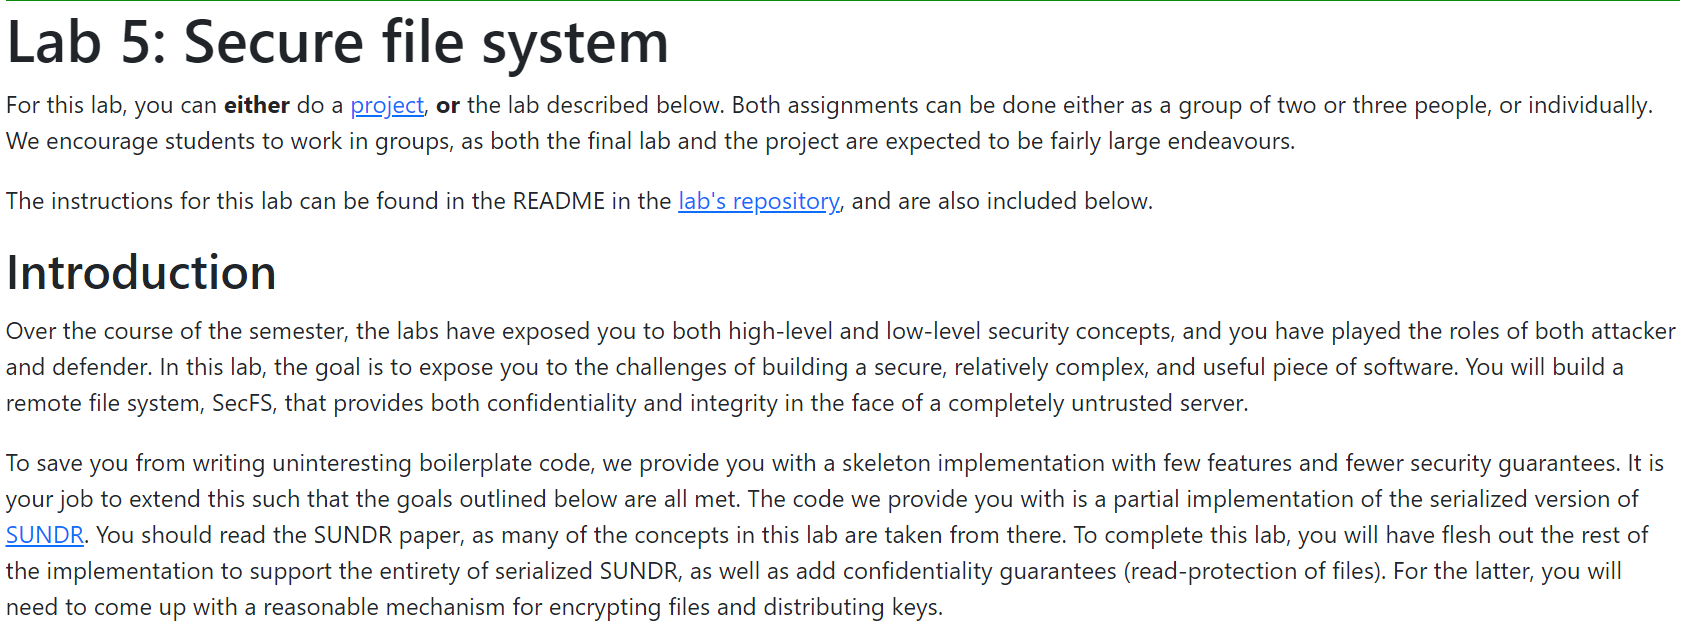 Lab 5: Secure file system
For this lab, you can either do a project, or the lab described below. Both assignments can be done either as a group of two or three people, or individually.
We encourage students to work in groups, as both the final lab and the project are expected to be fairly large endeavours.
The instructions for this lab can be found in the README in the lab's repository, and are also included below.
Introduction
Over the course of the semester, the labs have exposed you to both high-level and low-level security concepts, and you have played the roles of both attacker
and defender. In this lab, the goal is to expose you to the challenges of building a secure, relatively complex, and useful piece of software. You will build a
remote file system, SecFS, that provides both confidentiality and integrity in the face of a completely untrusted server.
To save you from writing uninteresting boilerplate code, we provide you with a skeleton implementation with few features and fewer security guarantees. It is
your job to extend this such that the goals outlined below are all met. The code we provide you with is a partial implementation of the serialized version of
SUNDR. You should read the SUNDR paper, as many of the concepts in this lab are taken from there. To complete this lab, you will have flesh out the rest of
the implementation to support the entirety of serialized SUNDR, as well as add confidentiality guarantees (read-protection of files). For the latter, you will
need to come up with a reasonable mechanism for encrypting files and distributing keys.